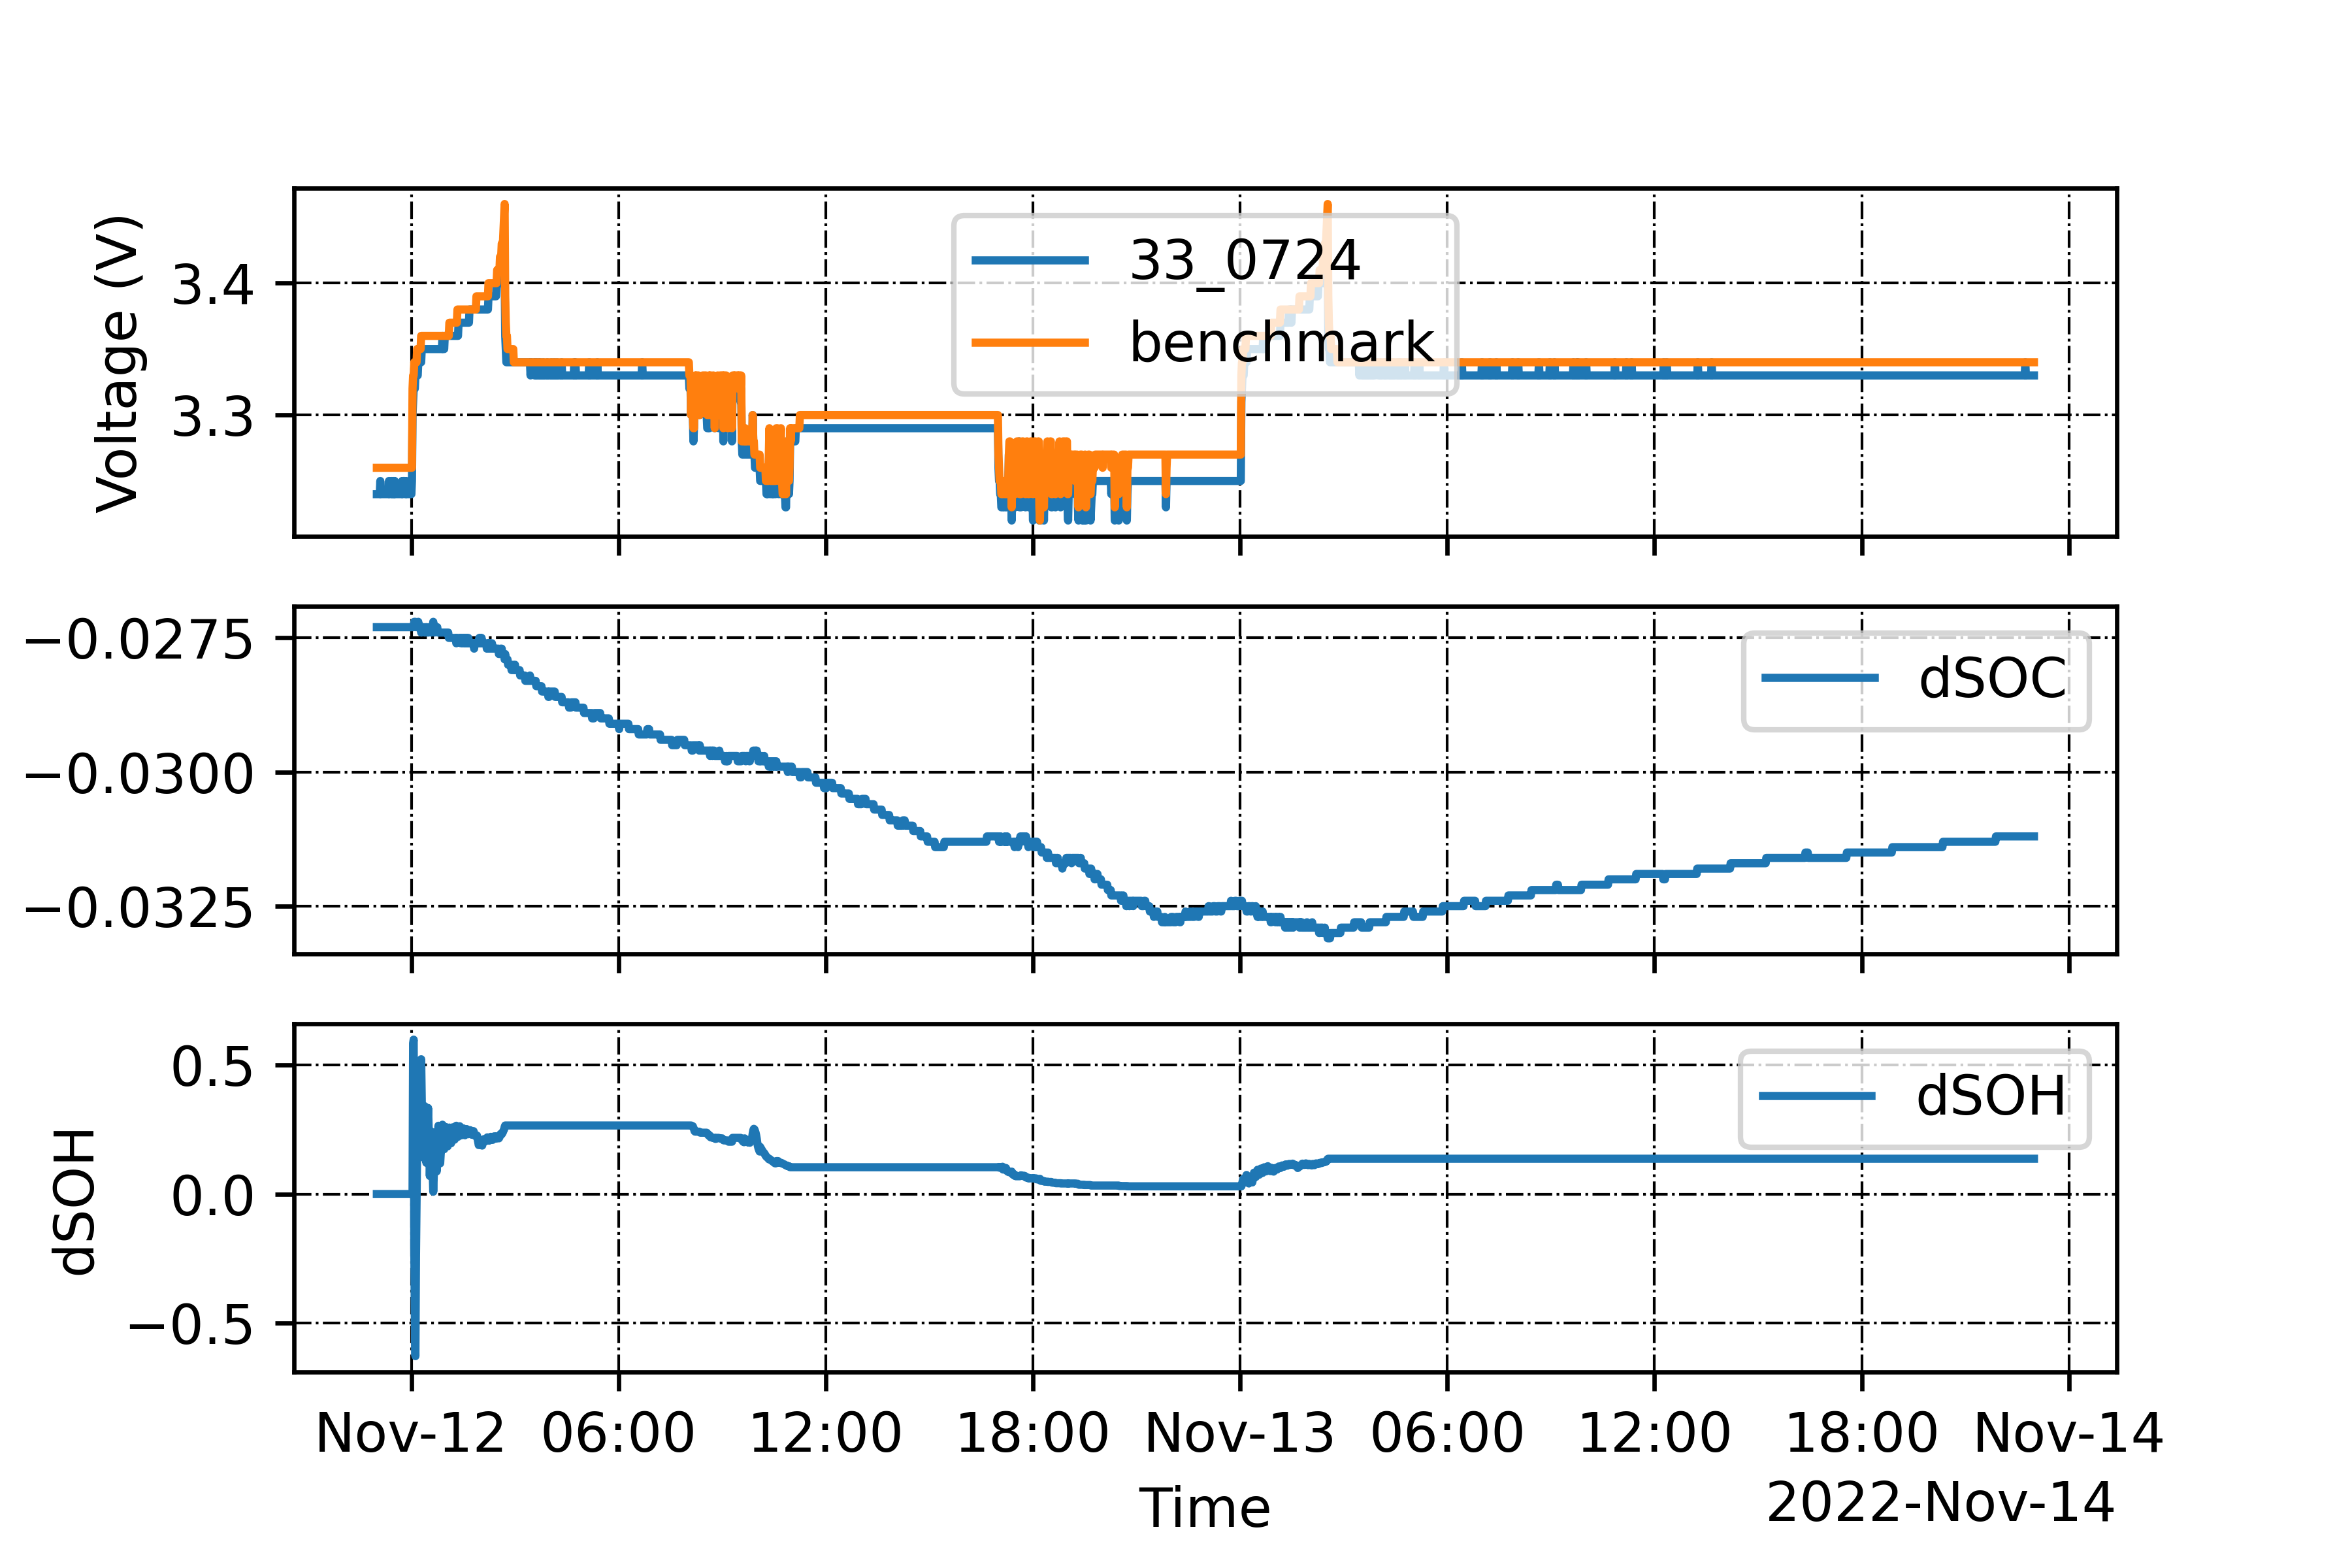 Voltage (V)
3.4
3.3
33_0724
benchmark
−0.0275
−0.0300
−0.0325
dSOC
dSOH
0.5
0.0
−0.5
dSOH
Nov-12 06:00 12:00 18:00 Nov-13 06:00 12:00 18:00 Nov-14
Time
2022-Nov-14